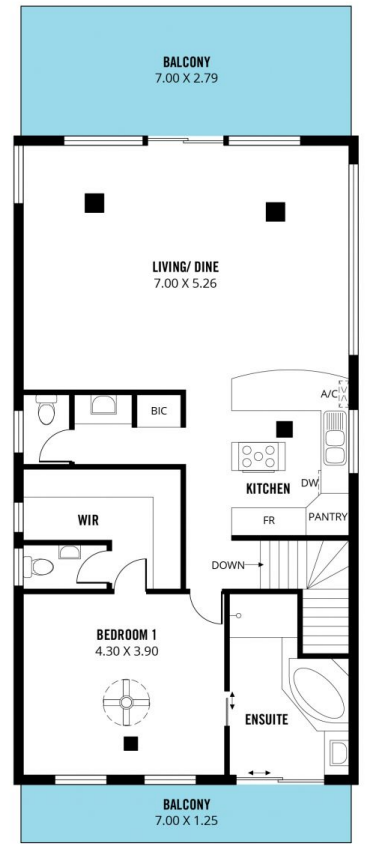 BALCONY
7.00 X 2.79
LIVING/ DINE
7.00 X 5.26
A/C
BIC
DW
KITCHEN
FR
PANTRY
WIR
DOWN
BEDROOM 1
4.30 X 3.90
ENSUITE
BALCONY
7.00 X 1.25